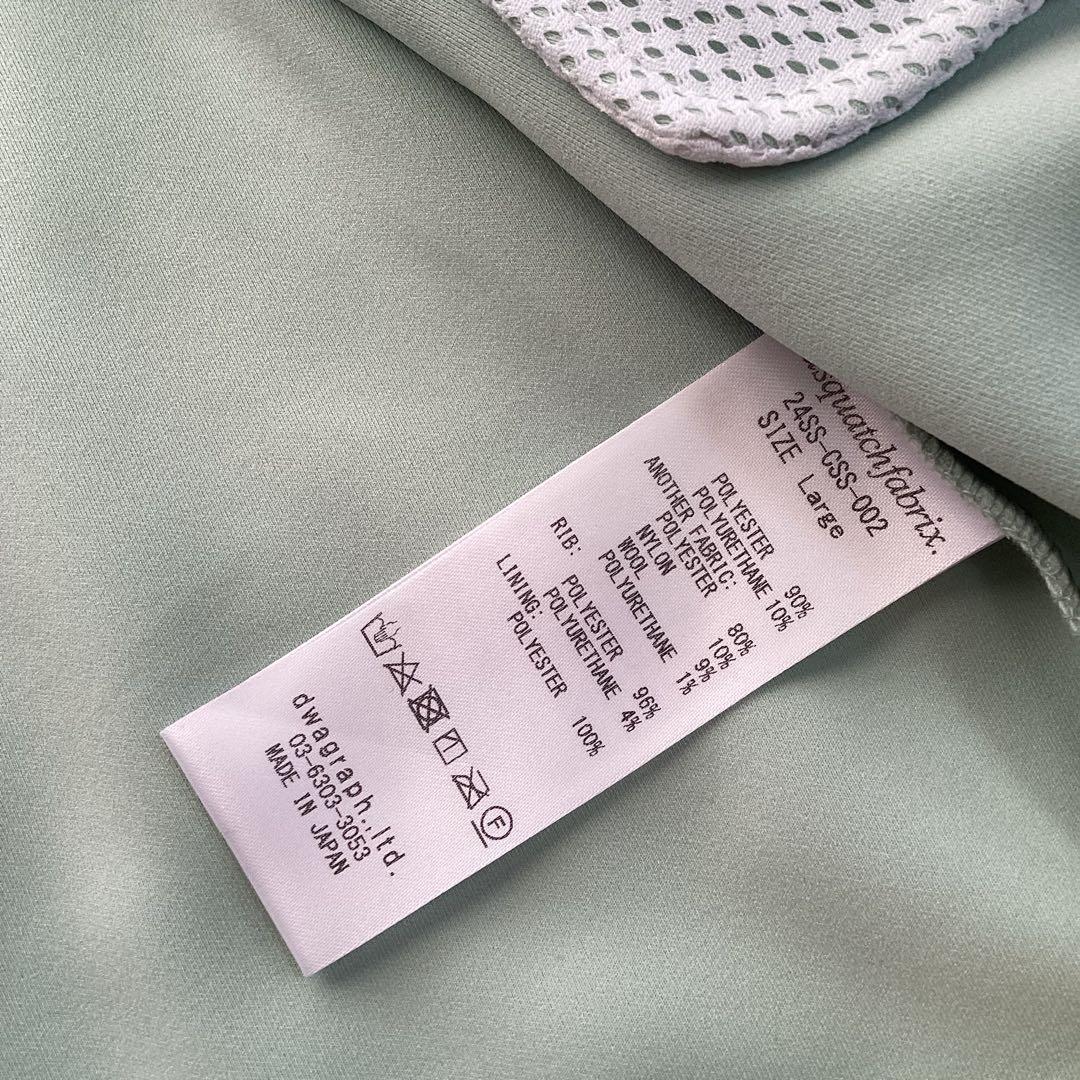 squatchfabrix.
24SS-CSS-002
SIZE Large
POLYESTER 90%
POLYURETHANE 10%
ANOTHER FABRIC:
POLYESTER 80%
NYLON 10%
WOOL 9%
POLYURETHANE 1%
RIB:
POLYESTER 96%
POLYURETHANE 4%
LINING:
POLYESTER 100%
F
dwagraph.,ltd.
03-6303-3053
MADE IN JAPAN